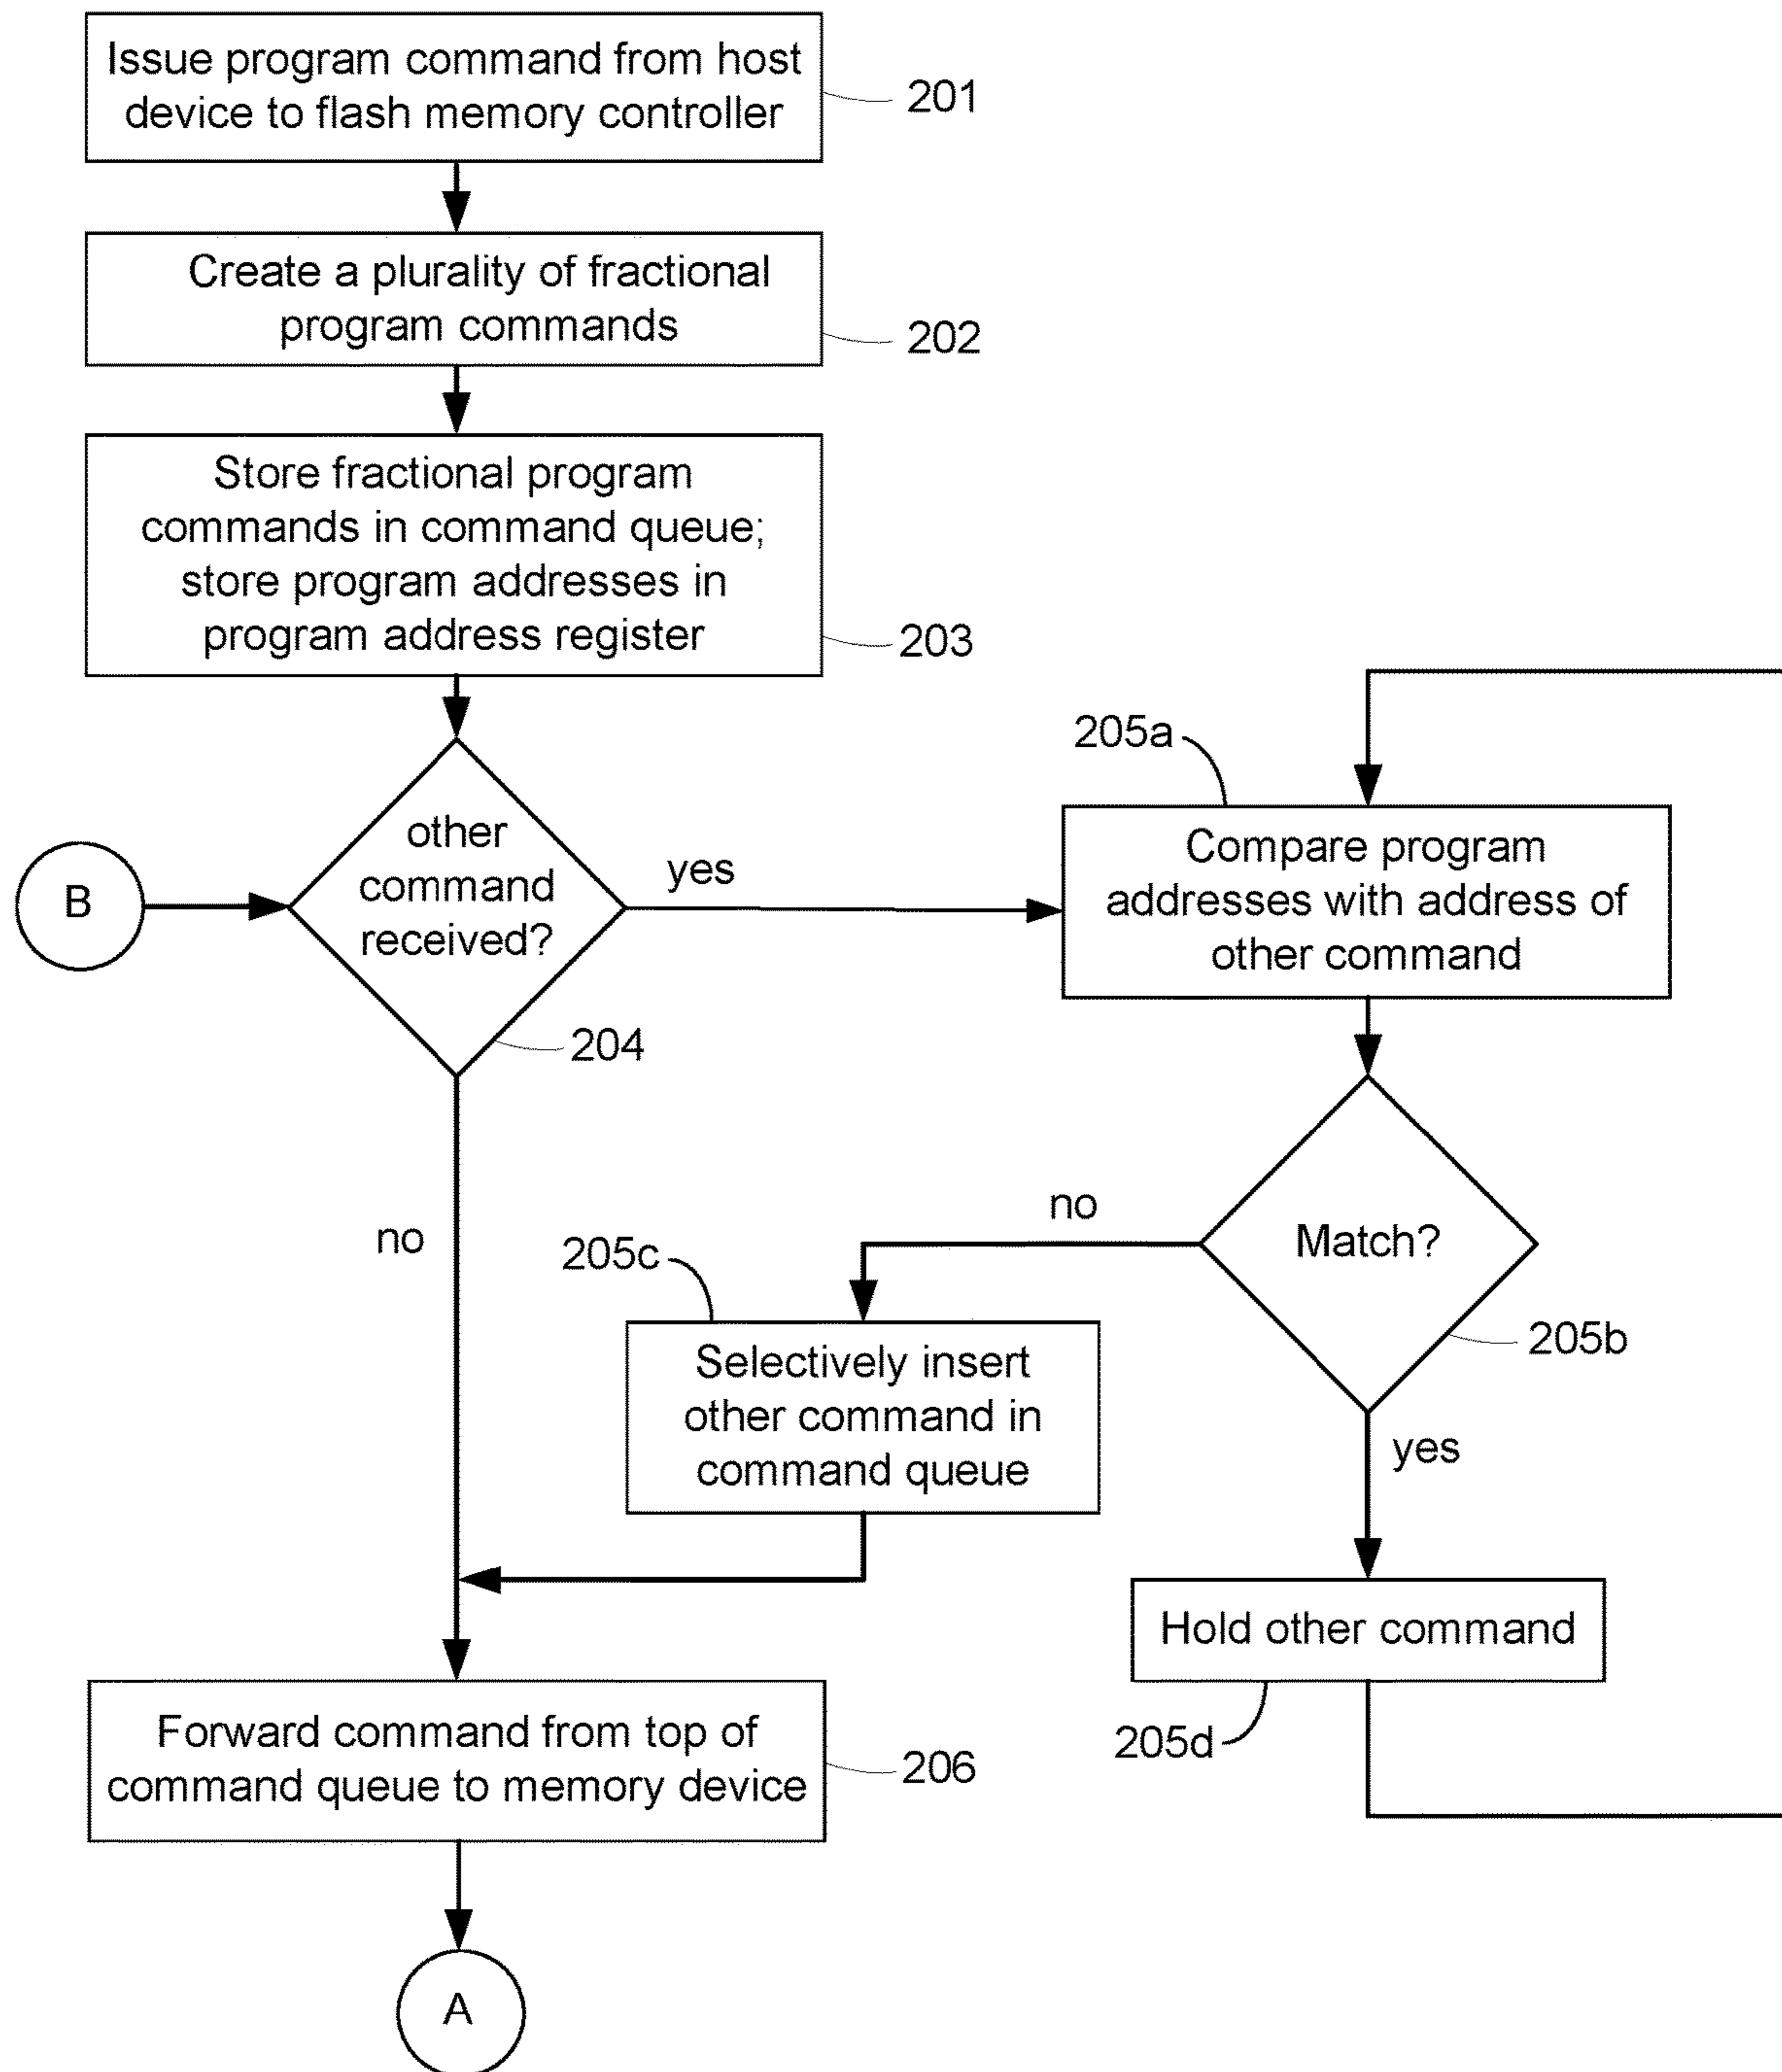 Issue program command from host
device to flash memory controller
201
Create a plurality of fractional
program commands
202
Store fractional program
commands in command queue;
store program addresses in
program address register
203
205a
other
command
received?
yes
B
Compare program
addresses with address of
other command
204
no
no
Match?
205c
205b
Selectively insert
other command in
command queue
yes
Hold other command
205d
Forward command from top of
command queue to memory device
206
A